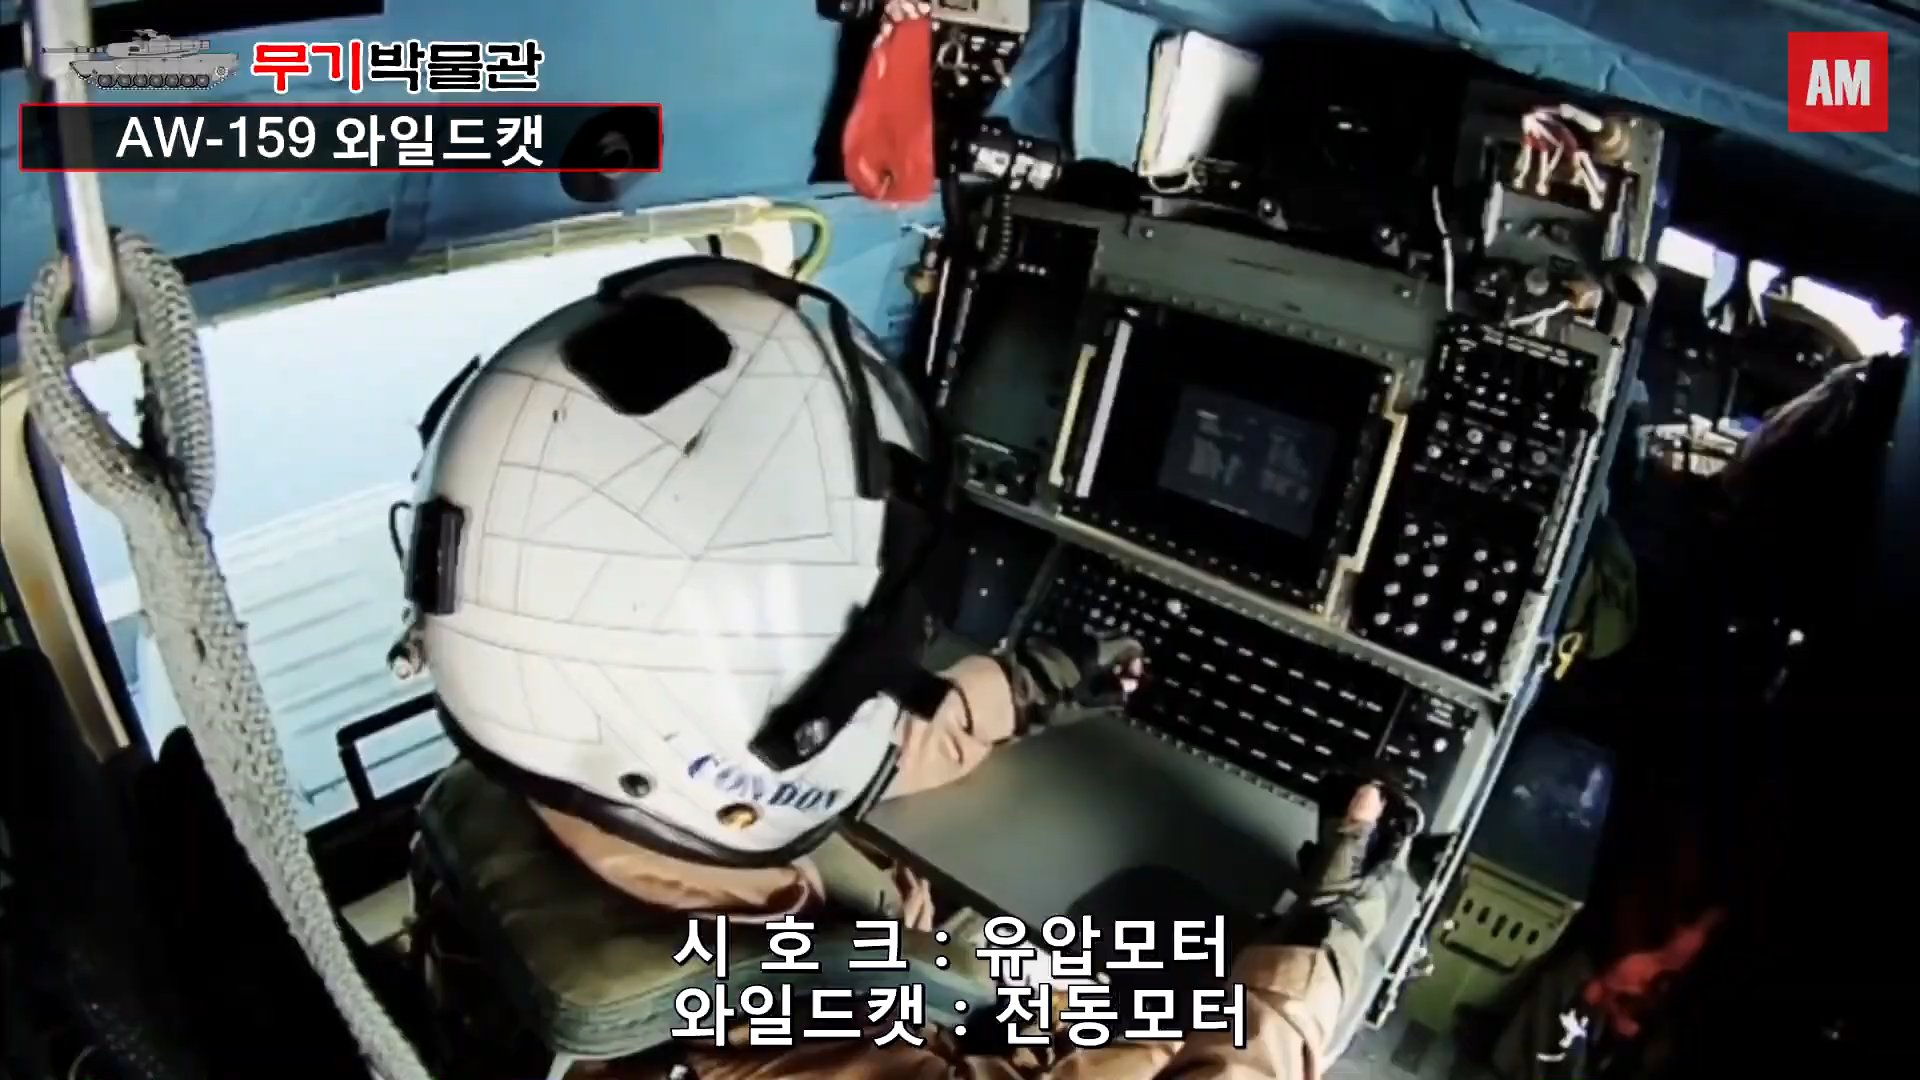 무기박물관
AM
AW-159 와일드캣
시 호 크 : 유압모터
와일드캣 : 전동모터